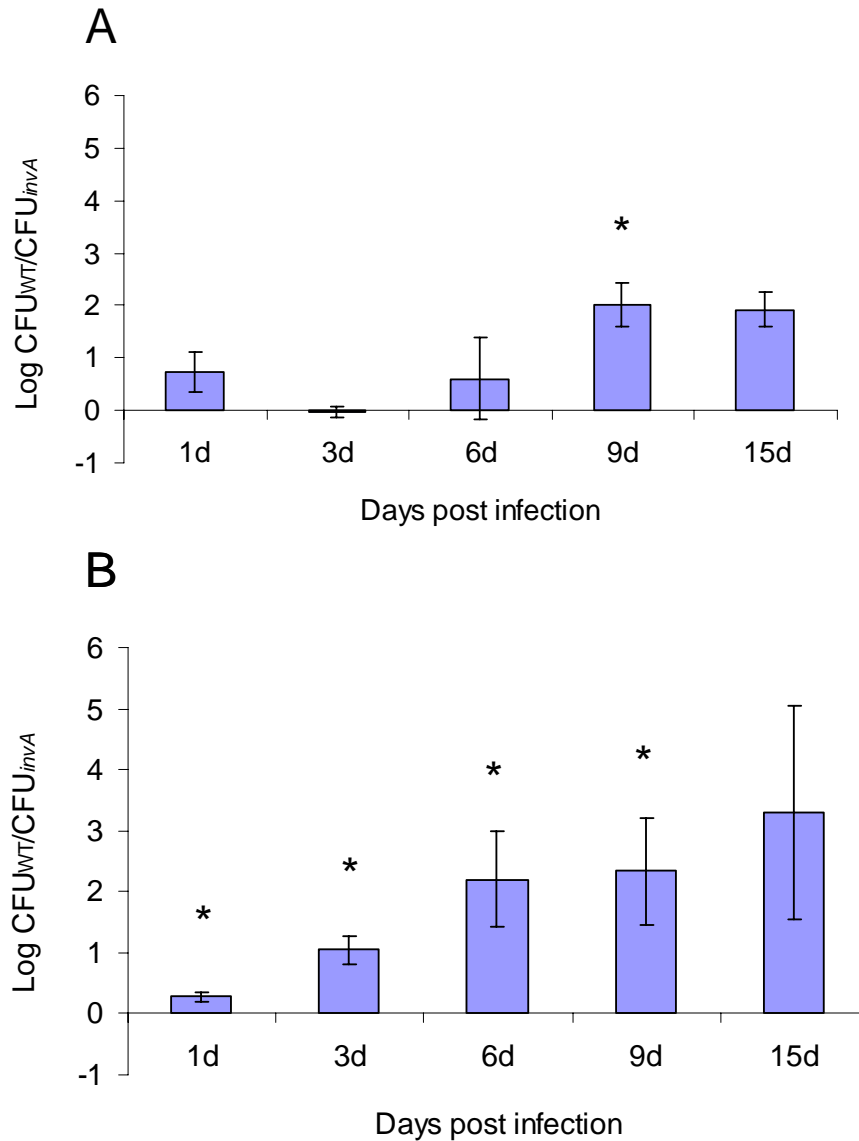 A
6
5
4
3
2
1
0
-1
Log CFUWT/CFUinvA
*
1d 3d 6d 9d 15d
Days post infection
B
6
5
4
3
2
1
0
-1
Log CFUWT/CFUinvA
* * * *
1d 3d 6d 9d 15d
Days post infection